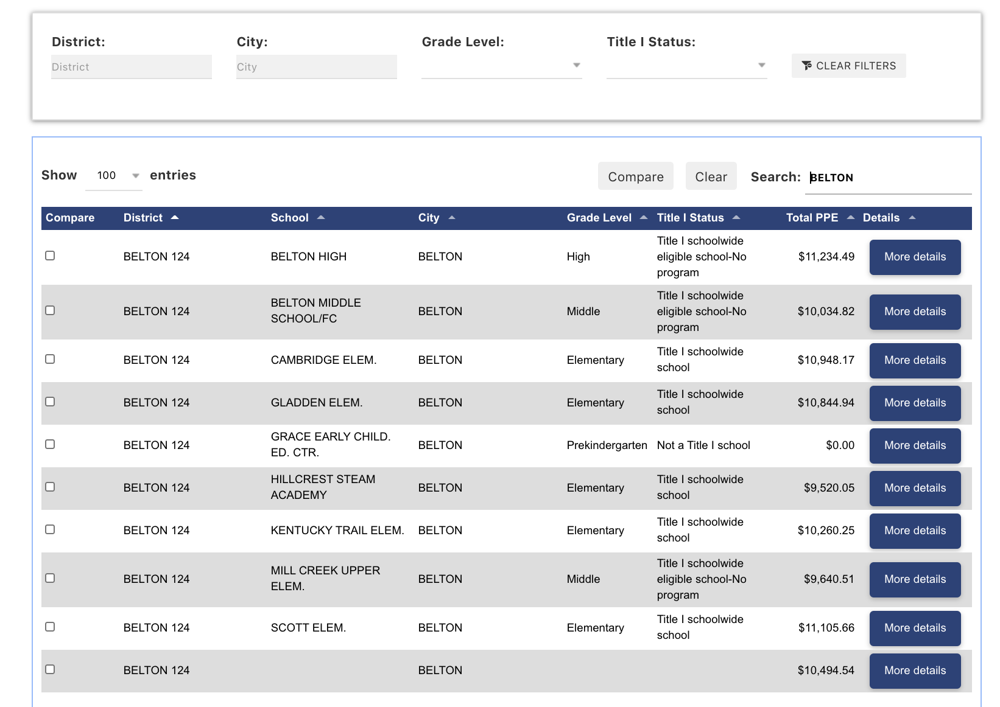 District: City: Grade Level: Title I Status:
District City CLEAR FILTERS
Show 100 entries Compare Clear Search: BELTON
Compare District School City Grade Level Title I Status Total PPE Details
BELTON 124 BELTON HIGH BELTON High Title I schoolwide eligible school-No program $11,234.49 More details
BELTON 124 BELTON MIDDLE SCHOOL/FC BELTON Middle Title I schoolwide eligible school-No program $10,034.82 More details
BELTON 124 CAMBRIDGE ELEM. BELTON Elementary Title I schoolwide school $10,948.17 More details
BELTON 124 GLADDEN ELEM. BELTON Elementary Title I schoolwide school $10,844.94 More details
BELTON 124 GRACE EARLY CHILD. ED. CTR. BELTON Prekindergarten Not a Title I school $0.00 More details
BELTON 124 HILLCREST STEAM ACADEMY BELTON Elementary Title I schoolwide school $9,520.05 More details
BELTON 124 KENTUCKY TRAIL ELEM. BELTON Elementary Title I schoolwide school $10,260.25 More details
BELTON 124 MILL CREEK UPPER ELEM. BELTON Middle Title I schoolwide eligible school-No program $9,640.51 More details
BELTON 124 SCOTT ELEM. BELTON Elementary Title I schoolwide school $11,105.66 More details
BELTON 124 BELTON $10,494.54 More details